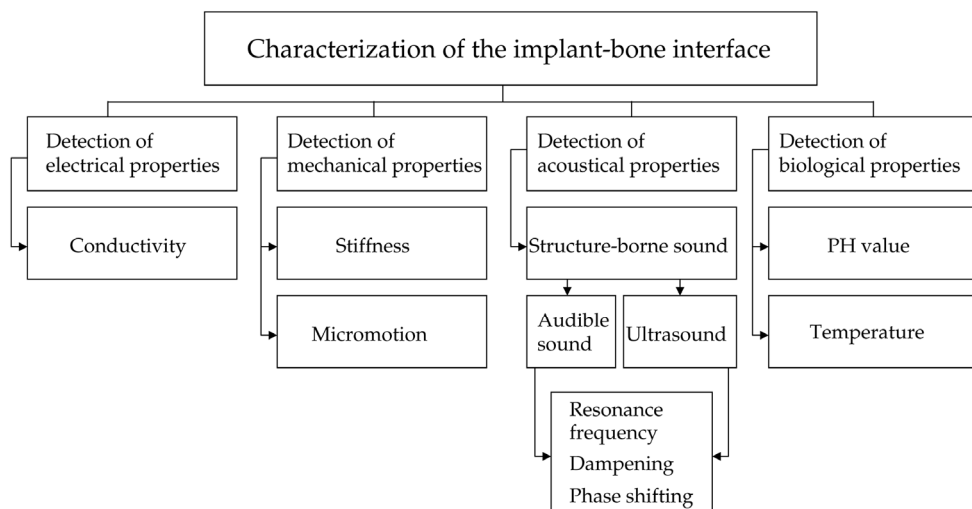 Characterization of the implant-bone interface
Detection of
electrical properties
Detection of
mechanical properties
Detection of
acoustical properties
Detection of
biological properties
Conductivity
Stiffness
Structure-borne sound
PH value
Micromotion
Audible
sound
Ultrasound
Temperature
Resonance
frequency
Dampening
Phase shifting